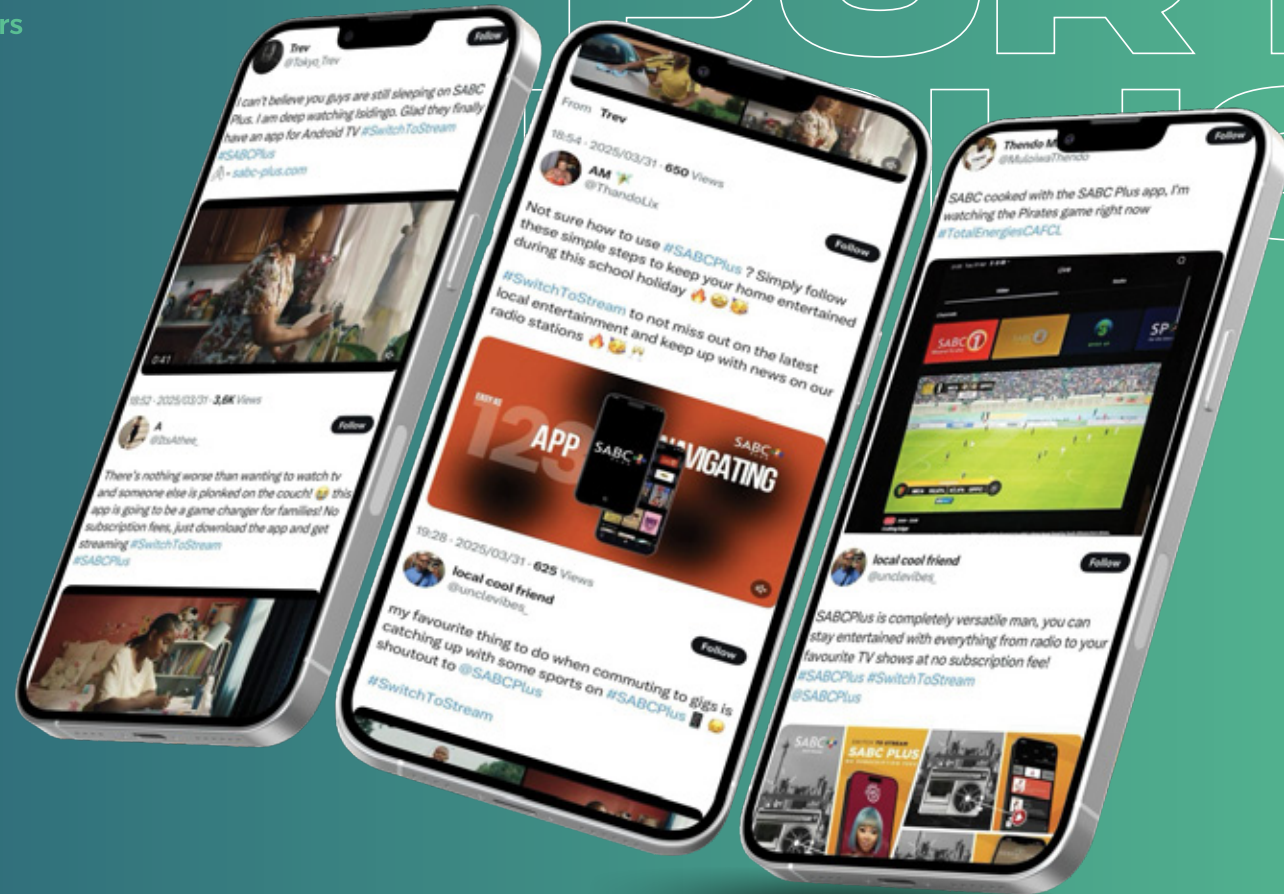 rs
Trev
@Tokyo_Trev
Follow
I can't believe you guys are still sleeping on SABC
Plus. I am deep watching Isidingo. Glad they finally
have an app for Android TV #SwitchToStream
#SABCPlus
- sabc-plus.com
0:41
18:52 · 2025/03/31 · 3,6K Views
A
@ItsAthee_
Follow
There's nothing worse than wanting to watch tv
and someone else is plonked on the couch! 😂 this
app is going to be a game changer for families! No
subscription fees, just download the app and get
streaming #SwitchToStream
#SABCPlus
From Trev
18:54 · 2025/03/31 · 650 Views
AM
@ThandoLix
Follow
Not sure how to use #SABCPlus ? Simply follow
these simple steps to keep your home entertained
during this school holiday 🔥🤩🥳
#SwitchToStream to not miss out on the latest
local entertainment and keep up with news on our
radio stations 🔥🥳
EASY AS
123
APP
SABC+
NAVIGATING
SABC+
19:28 · 2025/03/31 · 625 Views
local cool friend
@unclevibes_
Follow
my favourite thing to do when commuting to gigs is
catching up with some sports on #SABCPlus
shoutout to @SABCPlus
#SwitchToStream
Thendo M
@MulaiwaThendo
Follow
SABC cooked with the SABC Plus app, I'm
watching the Pirates game right now
#TotalEnergiesCAFCL
SABC 1
SP
local cool friend
@unclevibes_
Follow
SABCPlus is completely versatile man, you can
stay entertained with everything from radio to your
favourite TV shows at no subscription fee!
#SABCPlus #SwitchToStream
@SABCPlus
SABC+
SWITCH TO STREAM
SABC PLUS